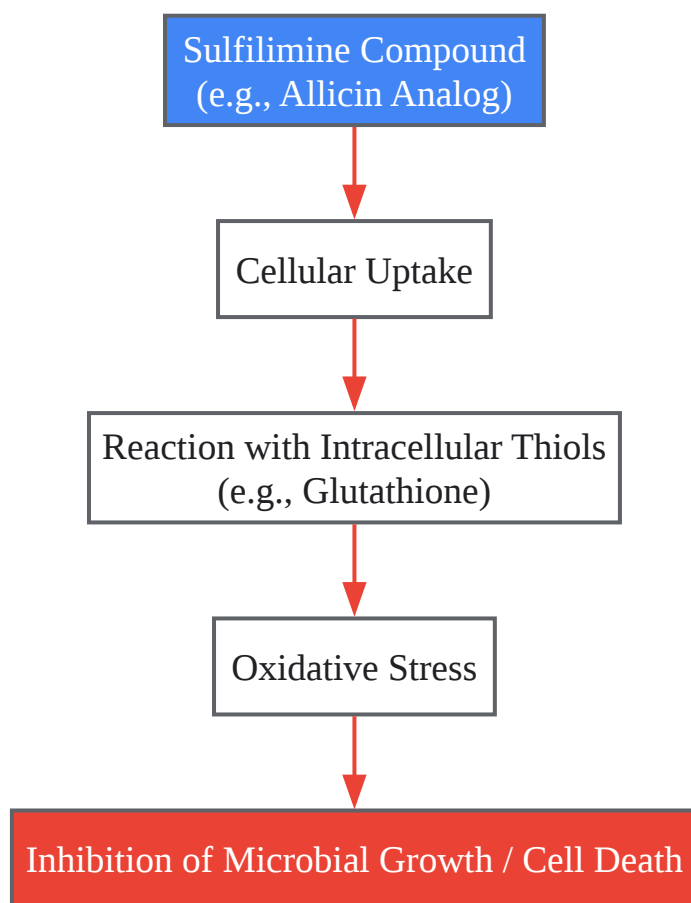 Sulfilimine Compound
(e.g., Allicin Analog)
Cellular Uptake
Reaction with Intracellular Thiols
(e.g., Glutathione)
Oxidative Stress
Inhibition of Microbial Growth / Cell Death